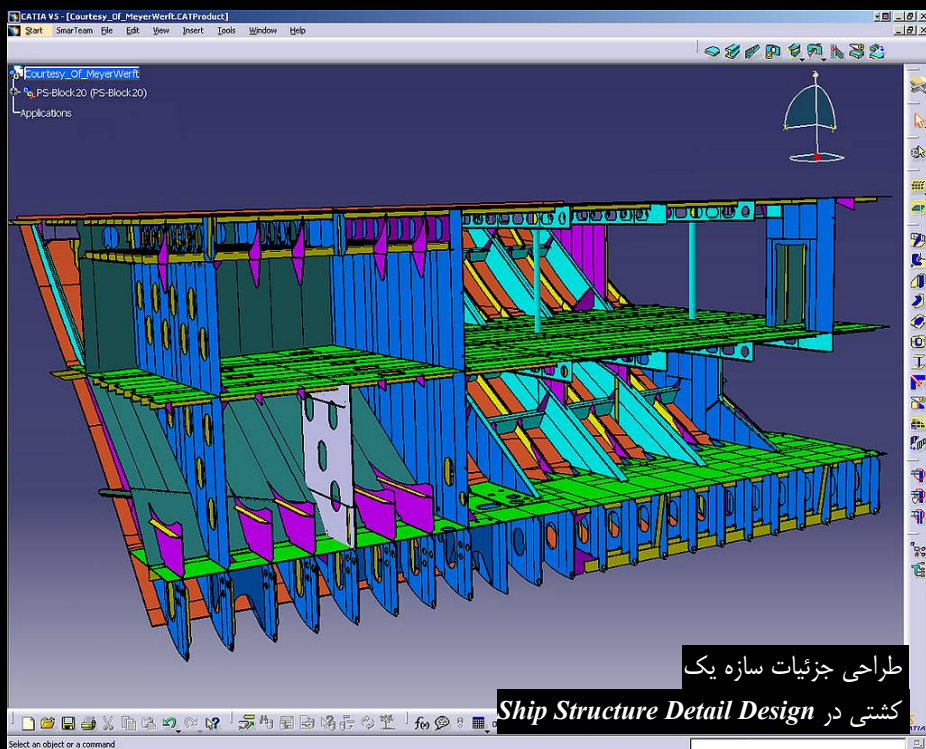 CATIA V5 - [Courtesy_Of_MeyerWerft.CATProduct]
Start SmarTeam File Edit View Insert Tools Window Help
Courtesy_Of_MeyerWerft
PS-Block20 (PS-Block20)
Applications
طراحی جزئیات سازه یک
کشتی در Ship Structure Detail Design
f(x)
Select an object or a command